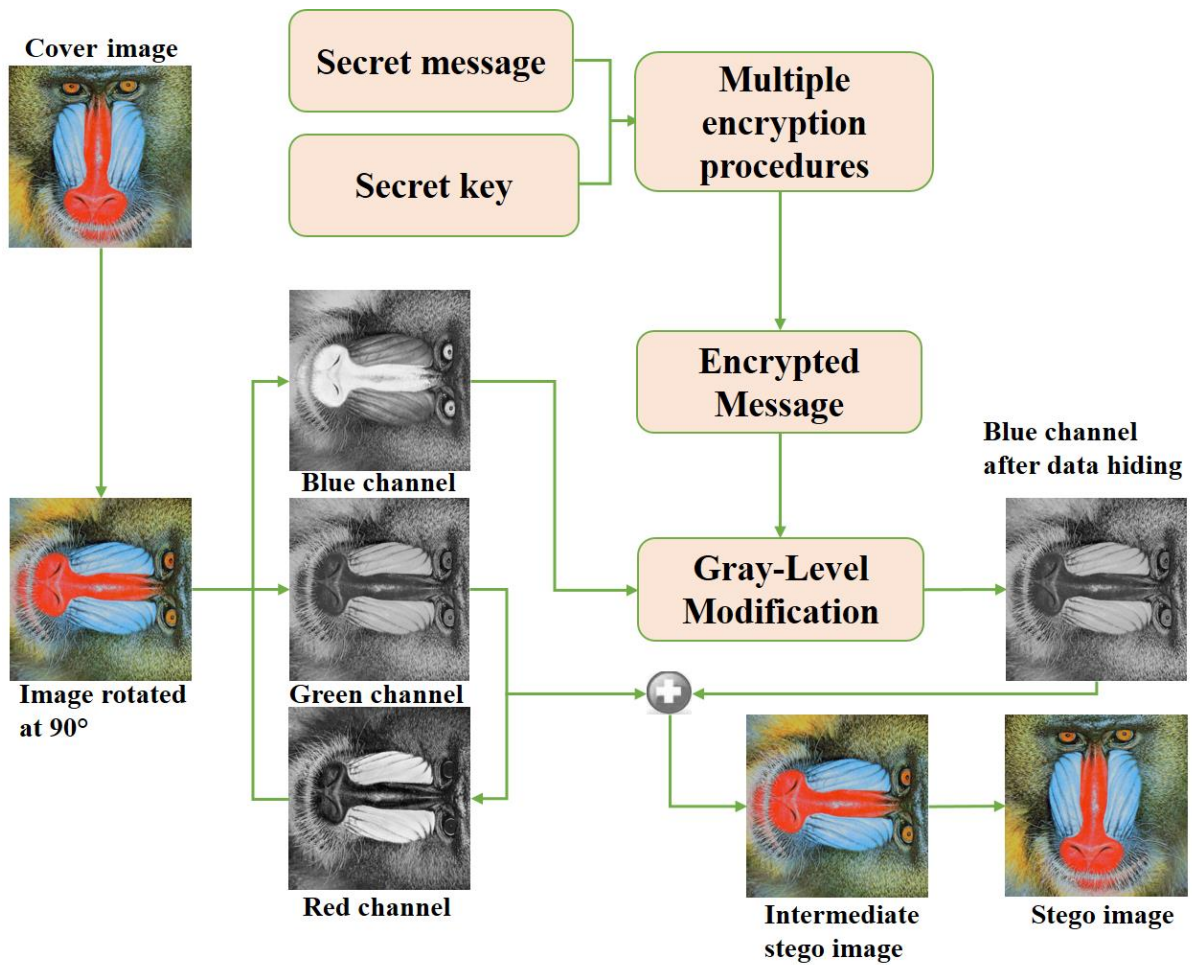 Cover image
Secret message
Secret key
Multiple
encryption
procedures
Encrypted
Message
Blue channel
Blue channel
after data hiding
Gray-Level
Modification
Image rotated
at 90°
Green channel
Red channel
Intermediate
stego image
Stego image